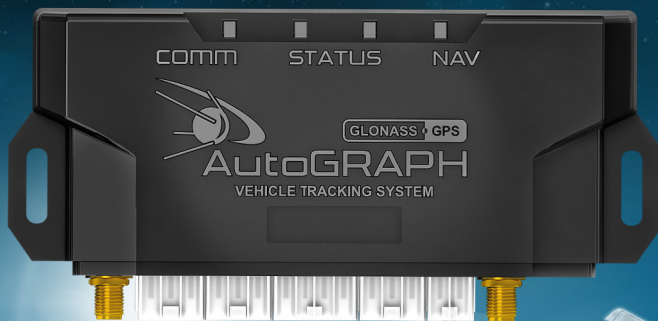 COMM STATUS NAV
GLONASS GPS
AutoGRAPH
VEHICLE TRACKING SYSTEM